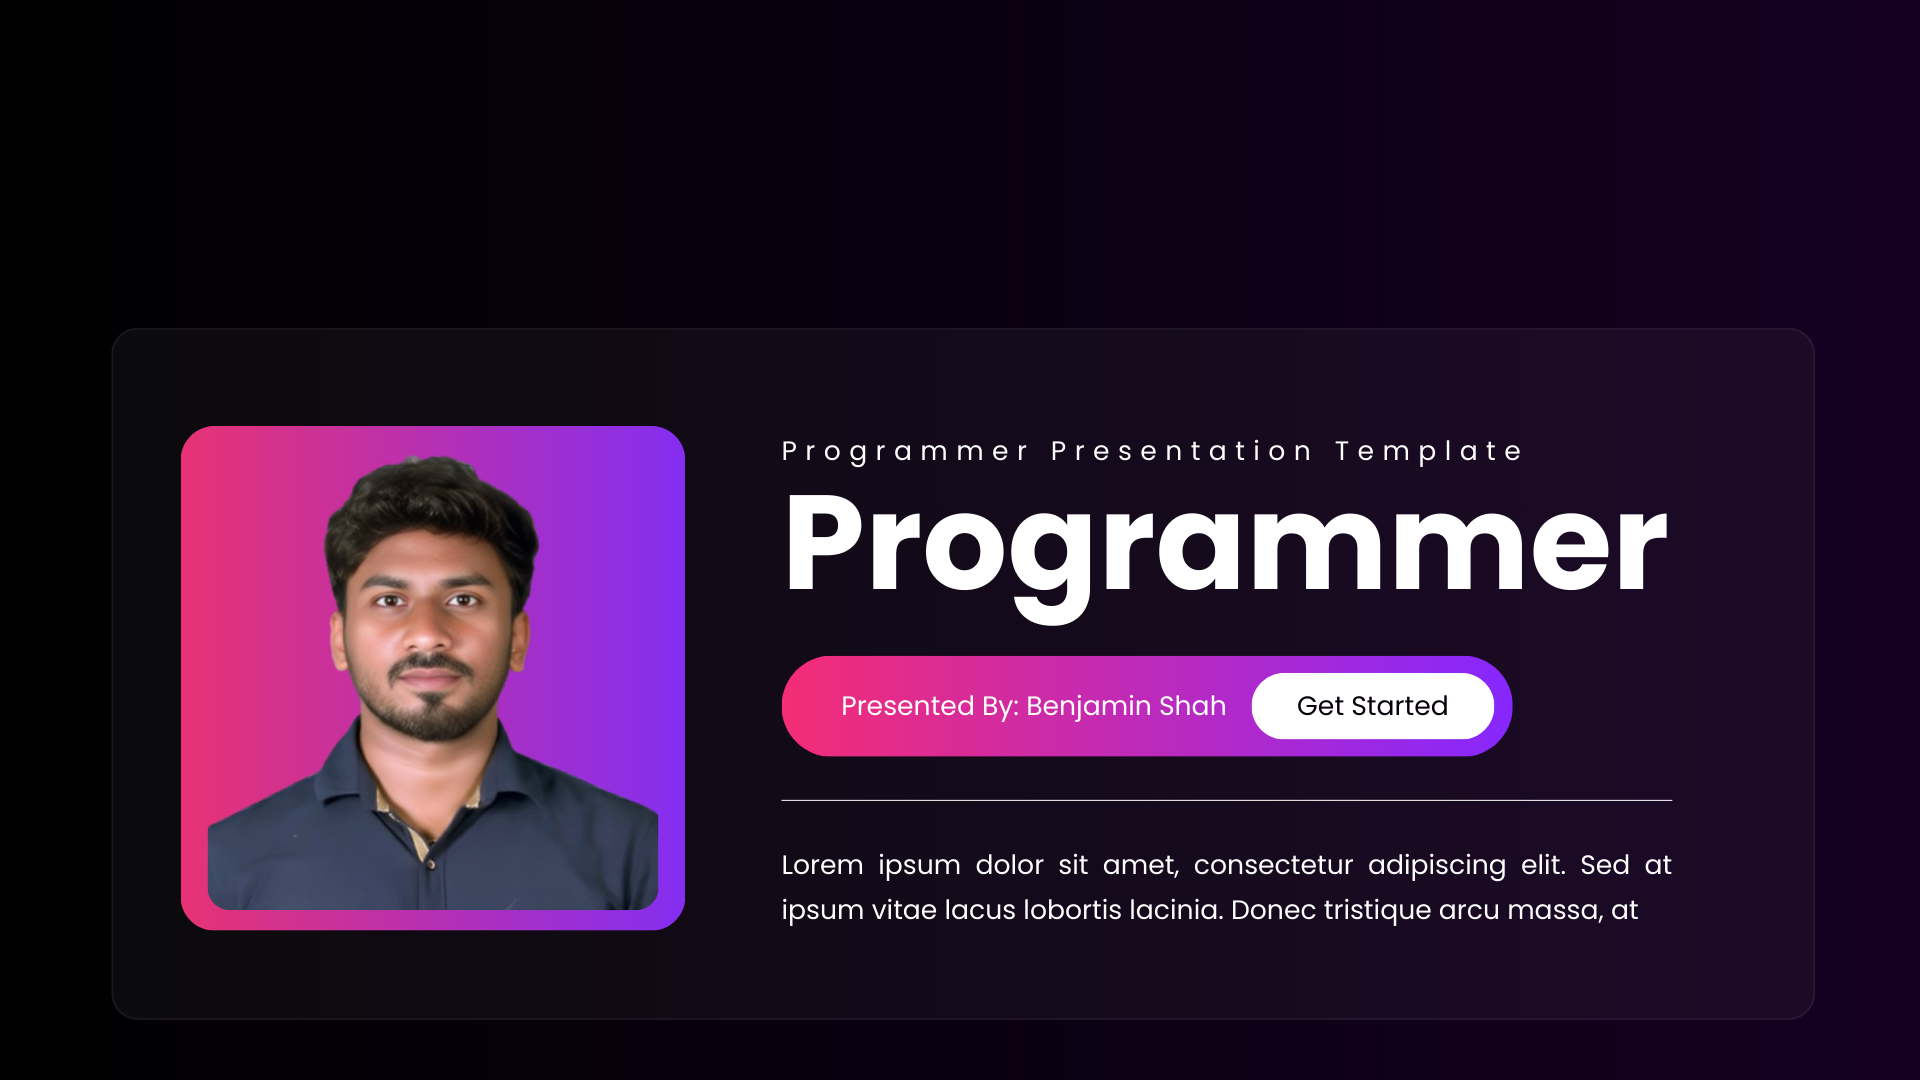 Programmer Presentation Template
Programmer
Presented By: Benjamin Shah
Get Started
Lorem ipsum dolor sit amet, consectetur adipiscing elit. Sed at
ipsum vitae lacus lobortis lacinia. Donec tristique arcu massa, at